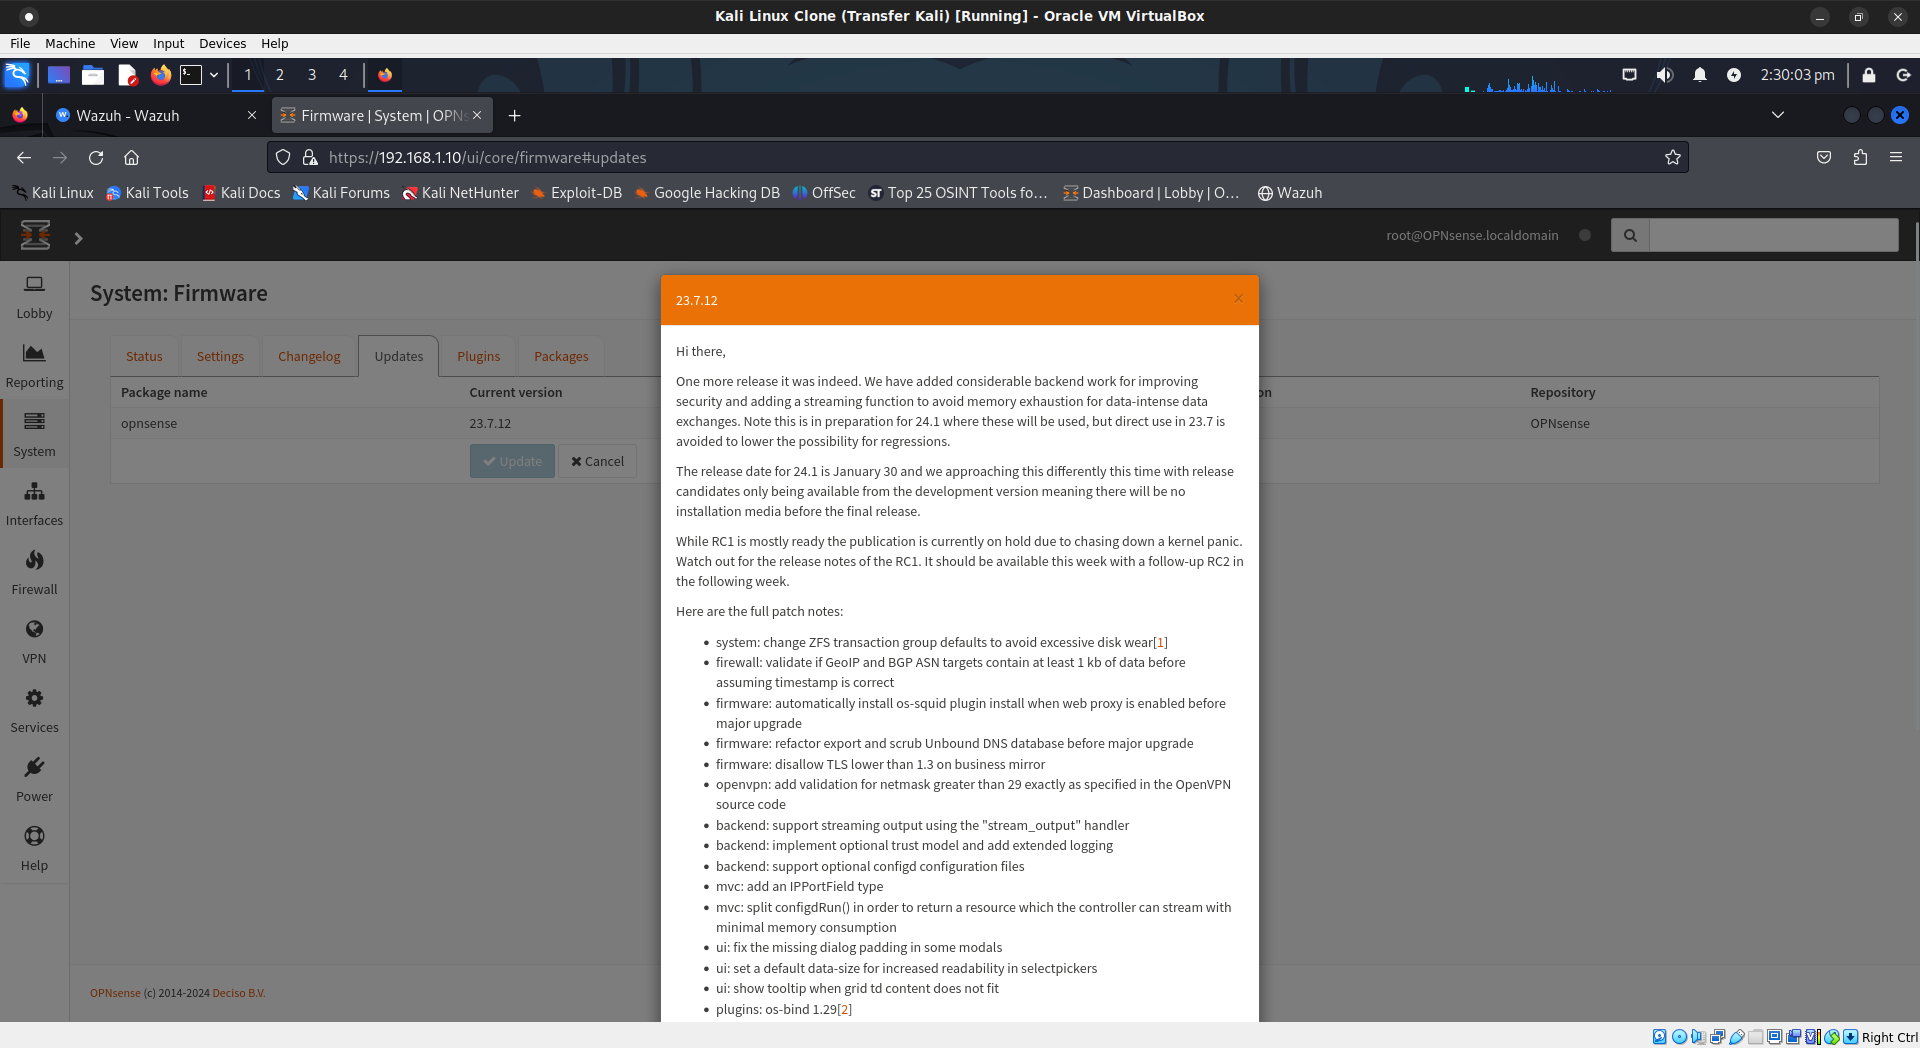 Kali Linux Clone (Transfer Kali) [Running] - Oracle VM VirtualBox
File Machine View Input Devices Help
1 2 3 4
2:30:03 pm
Wazuh - Wazuh
Firmware | System | OPNs
https://192.168.1.10/ui/core/firmware#updates
Kali Linux Kali Tools Kali Docs Kali Forums Kali NetHunter Exploit-DB Google Hacking DB OffSec Top 25 OSINT Tools fo… Dashboard | Lobby | O… Wazuh
root@OPNsense.localdomain
Lobby
Reporting
System
Interfaces
Firewall
VPN
Services
Power
Help
System: Firmware
Status Settings Changelog Updates Plugins Packages
Package name Current version on Repository
opnsense 23.7.12 OPNsense
Update Cancel
23.7.12 ×
Hi there,
One more release it was indeed. We have added considerable backend work for improving
security and adding a streaming function to avoid memory exhaustion for data-intense data
exchanges. Note this is in preparation for 24.1 where these will be used, but direct use in 23.7 is
avoided to lower the possibility for regressions.
The release date for 24.1 is January 30 and we approaching this differently this time with release
candidates only being available from the development version meaning there will be no
installation media before the final release.
While RC1 is mostly ready the publication is currently on hold due to chasing down a kernel panic.
Watch out for the release notes of the RC1. It should be available this week with a follow-up RC2 in
the following week.
Here are the full patch notes:
• system: change ZFS transaction group defaults to avoid excessive disk wear[1]
• firewall: validate if GeoIP and BGP ASN targets contain at least 1 kb of data before
assuming timestamp is correct
• firmware: automatically install os-squid plugin install when web proxy is enabled before
major upgrade
• firmware: refactor export and scrub Unbound DNS database before major upgrade
• firmware: disallow TLS lower than 1.3 on business mirror
• openvpn: add validation for netmask greater than 29 exactly as specified in the OpenVPN
source code
• backend: support streaming output using the "stream_output" handler
• backend: implement optional trust model and add extended logging
• backend: support optional configd configuration files
• mvc: add an IPPortField type
• mvc: split configdRun() in order to return a resource which the controller can stream with
minimal memory consumption
• ui: fix the missing dialog padding in some modals
• ui: set a default data-size for increased readability in selectpickers
• ui: show tooltip when grid td content does not fit
• plugins: os-bind 1.29[2]
OPNsense (c) 2014-2024 Deciso B.V.
Right Ctrl